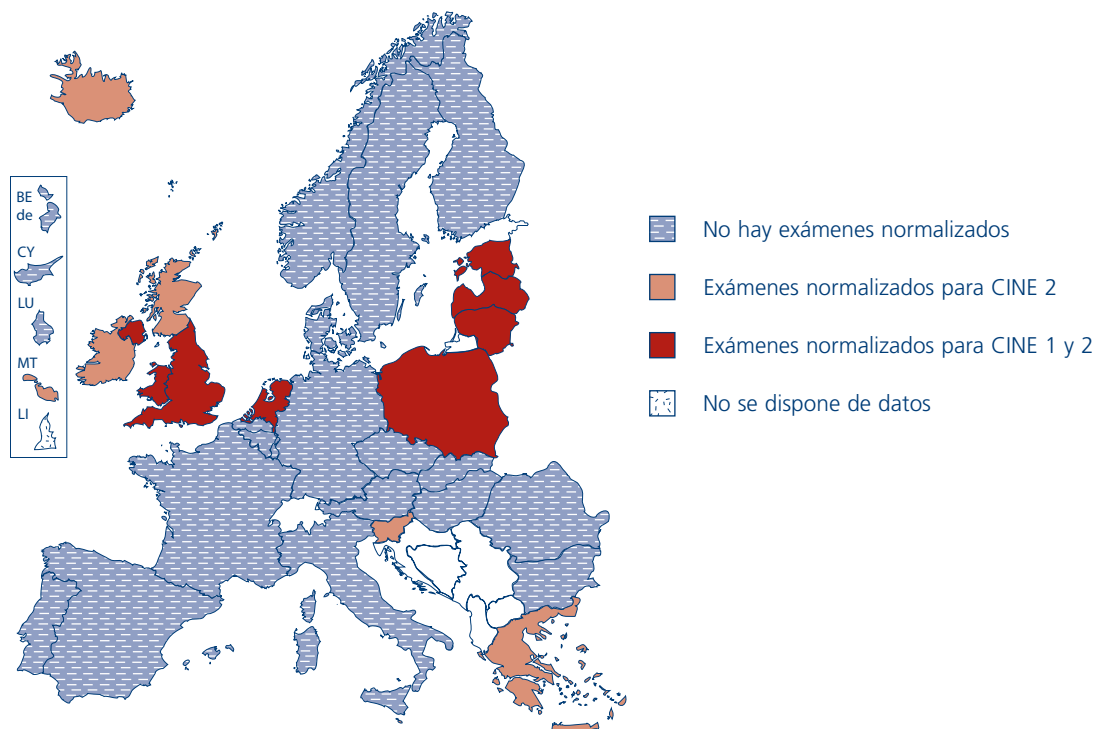 BE
de
CY
LU
MT
LI
No hay exámenes normalizados
Exámenes normalizados para CINE 2
Exámenes normalizados para CINE 1 y 2
No se dispone de datos